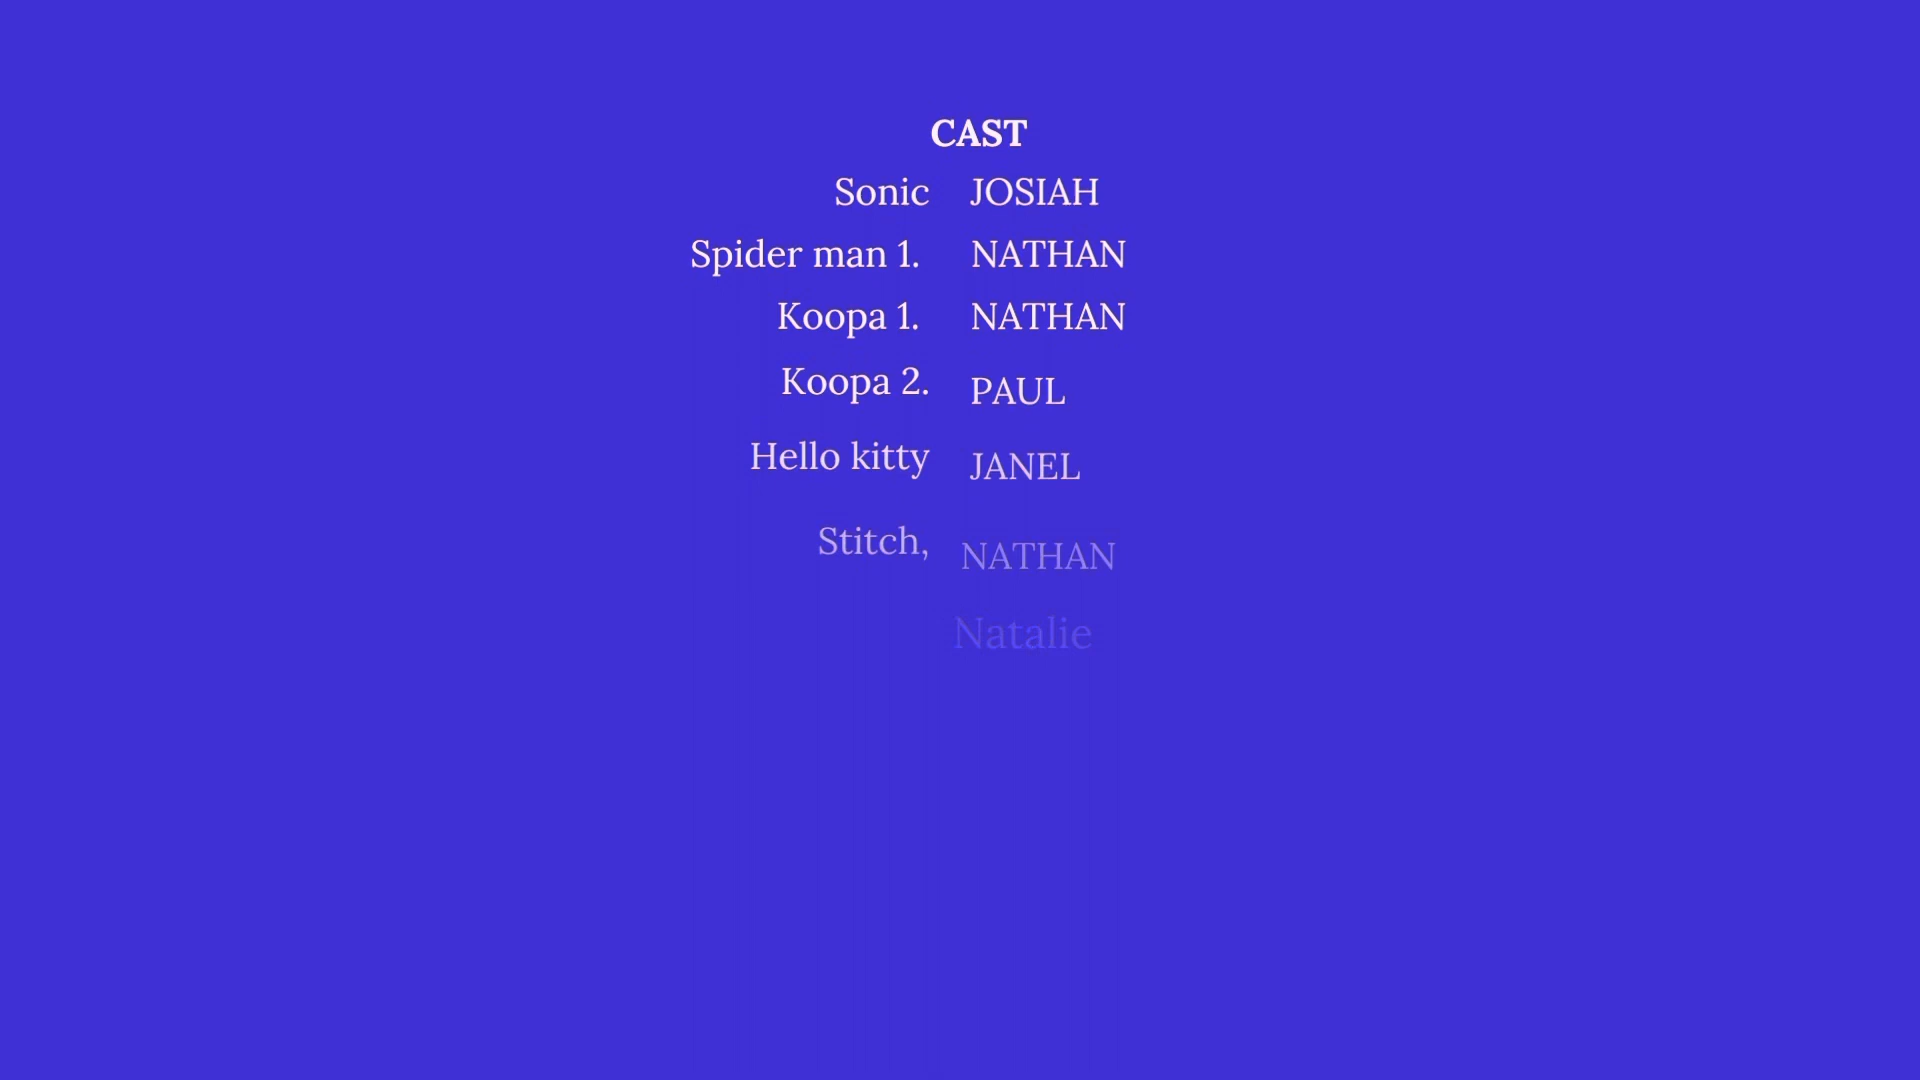 CAST
Sonic JOSIAH
Spider man 1. NATHAN
Koopa 1. NATHAN
Koopa 2. PAUL
Hello kitty JANEL
Stitch, NATHAN
Natalie